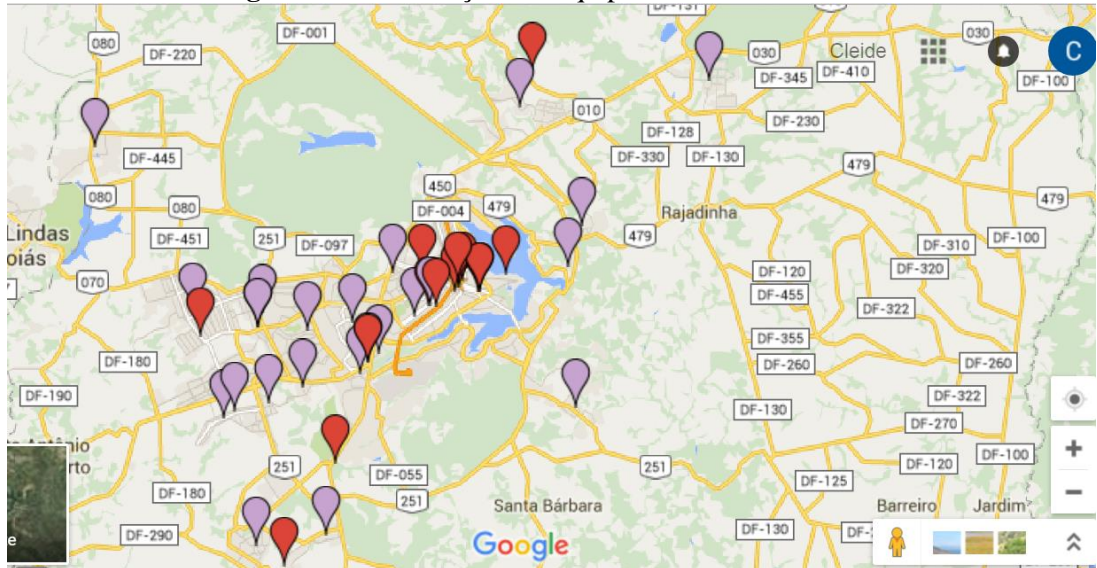 DF-001
080
DF-220
Cleide
030
030
C
DF-345
DF-410
DF-100
010
DF-230
DF-128
DF-445
DF-330
DF-130
479
450
080
080
DF-004
479
479
Rajadinha
479
Lindas
DF-451
251
DF-097
DF-310
DF-100
oiás
DF-120
DF-320
070
DF-455
DF-322
DF-355
DF-180
DF-260
DF-260
DF-190
DF-322
DF-130
DF-270
DF-100
251
DF-055
251
DF-120
DF-180
251
DF-125
Santa Bárbara
Barreiro
Jardim
DF-290
DF-130
Google
e